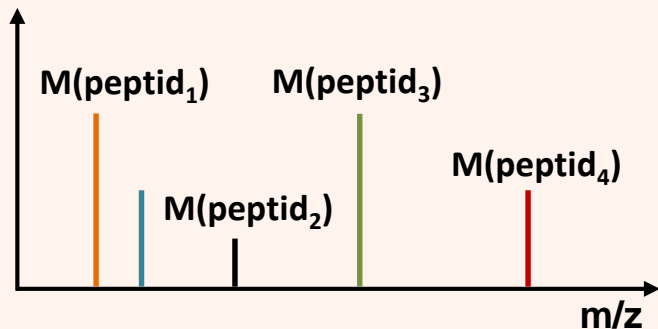 M(peptid₁)
M(peptid₃)
M(peptid₄)
M(peptid₂)
m/z